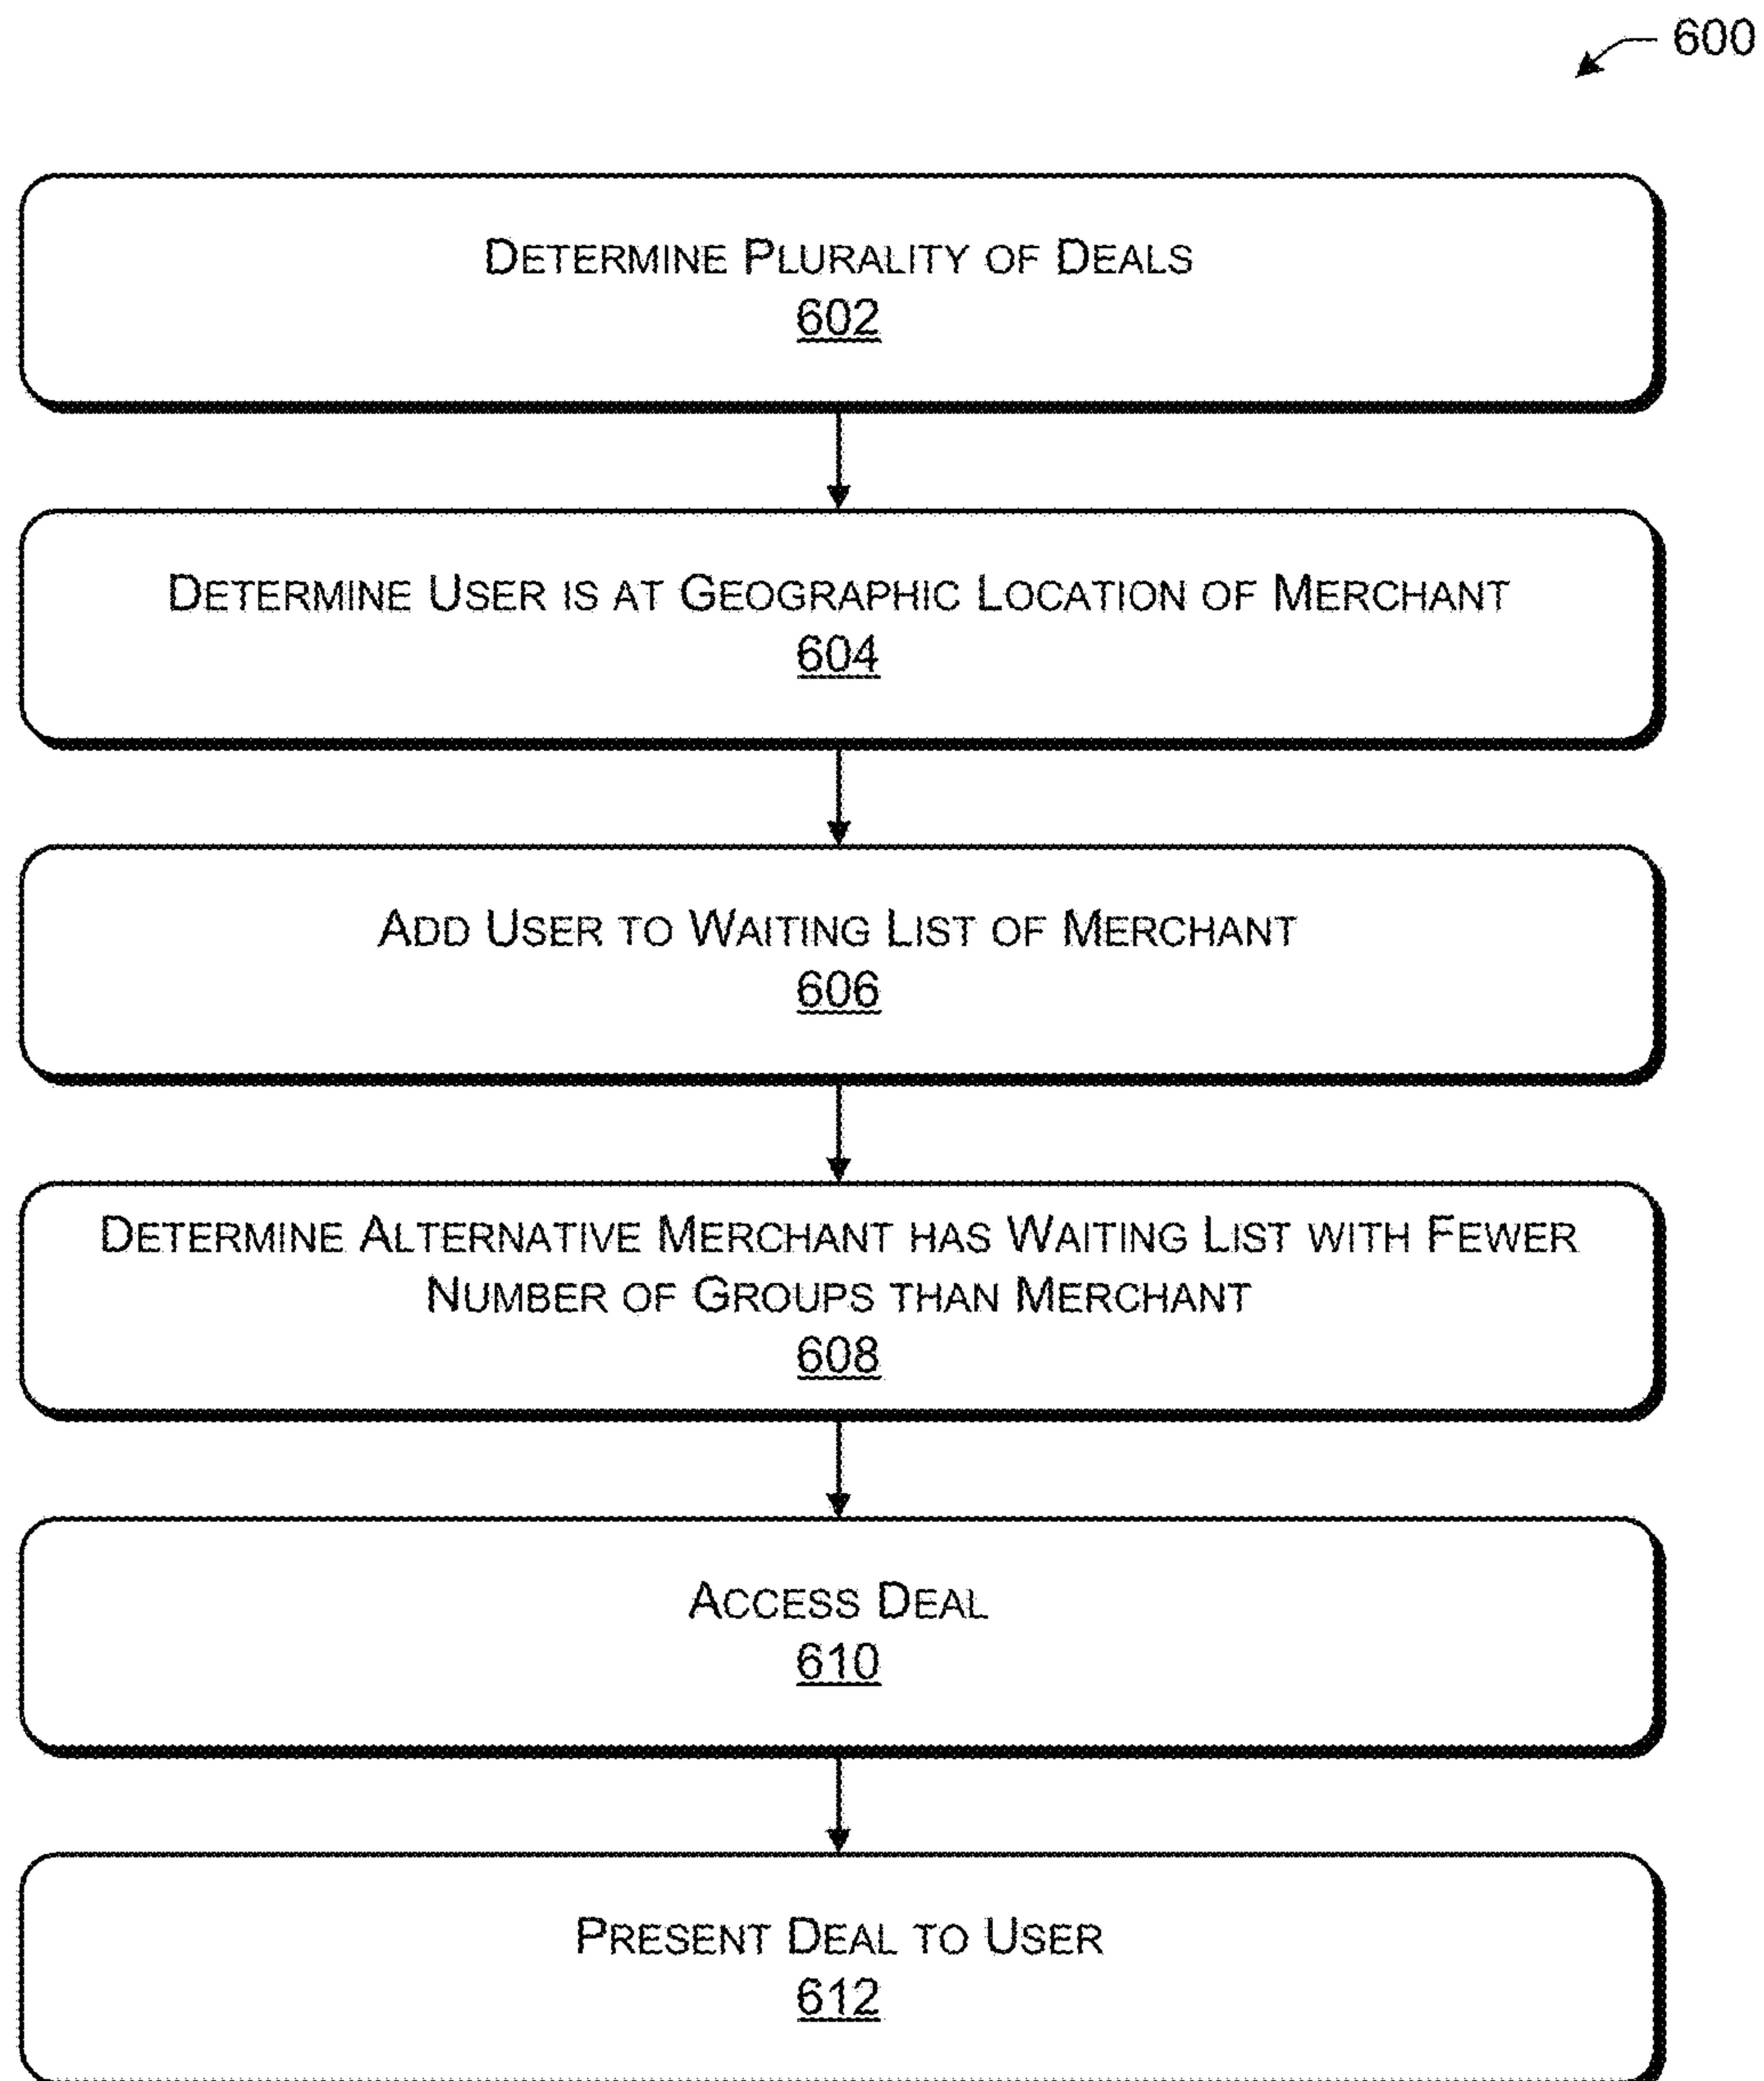 600
DETERMINE PLURALITY OF DEALS
602
DETERMINE USER IS AT GEOGRAPHIC LOCATION OF MERCHANT
604
ADD USER TO WAITING LIST OF MERCHANT
606
DETERMINE ALTERNATIVE MERCHANT HAS WAITING LIST WITH FEWER
NUMBER OF GROUPS THAN MERCHANT
608
ACCESS DEAL
610
PRESENT DEAL TO USER
612